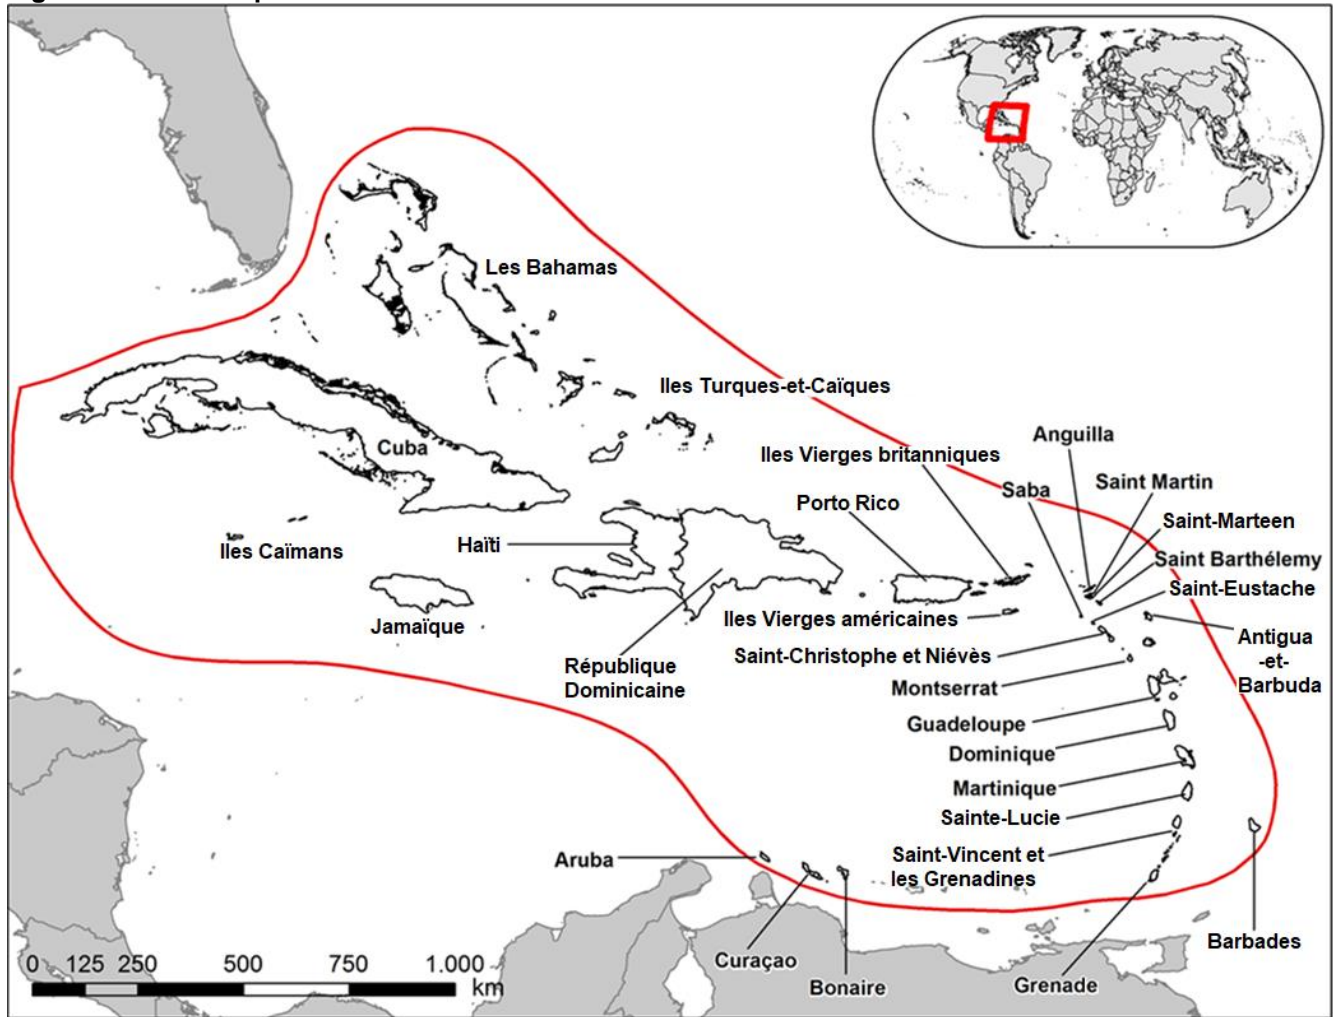 Les Bahamas
Iles Turques-et-Caïques
Anguilla
Iles Vierges britanniques
Saba
Saint Martin
Porto Rico
Saint-Marteen
Cuba
Iles Caïmans
Haïti
Saint Barthélemy
Saint-Eustache
Jamaïque
Iles Vierges américaines
Antigua
-et-
Barbuda
Saint-Christophe et Niévès
République
Dominicaine
Montserrat
Guadeloupe
Dominique
Martinique
Sainte-Lucie
Aruba
Saint-Vincent et
les Grenadines
Barbades
Curaçao
Bonaire
Grenade
0 125 250 500 750 1.000
km